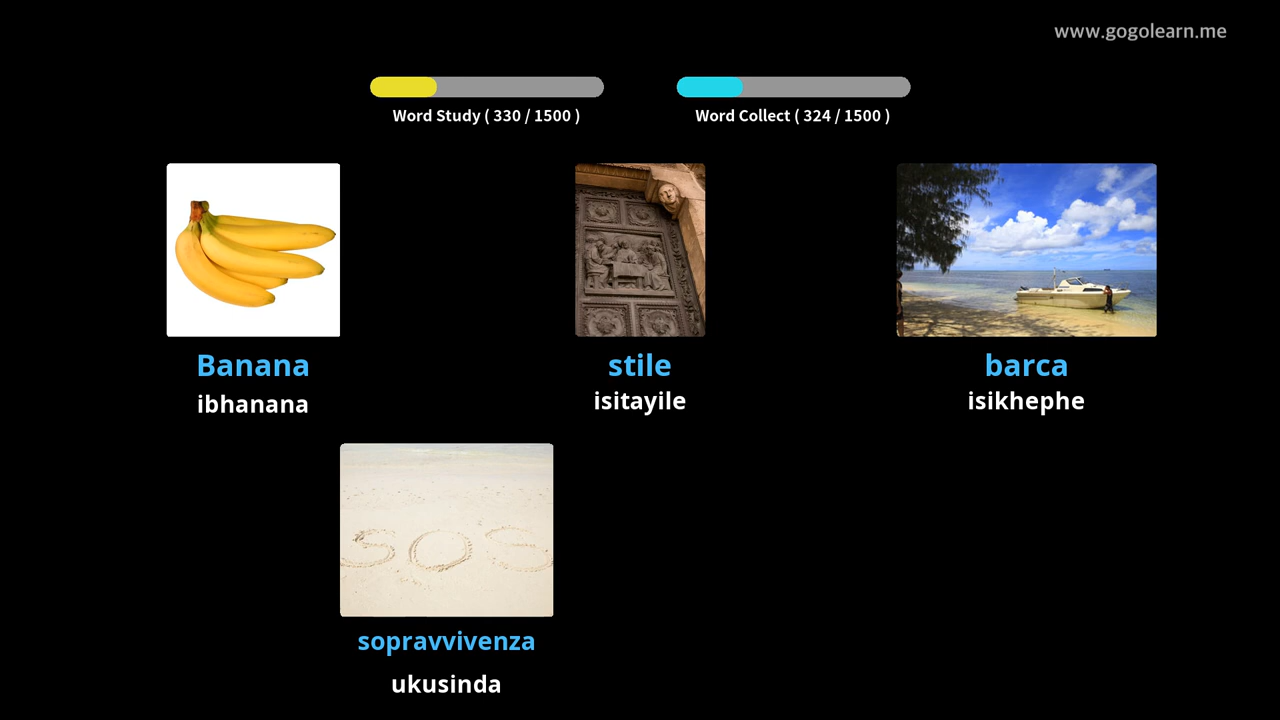 www.gogolearn.me
Word Study ( 330 / 1500 )
Word Collect ( 324 / 1500 )
Banana
ibhanana
stile
isitayile
barca
isikhephe
SOS
sopravvivenza
ukusinda